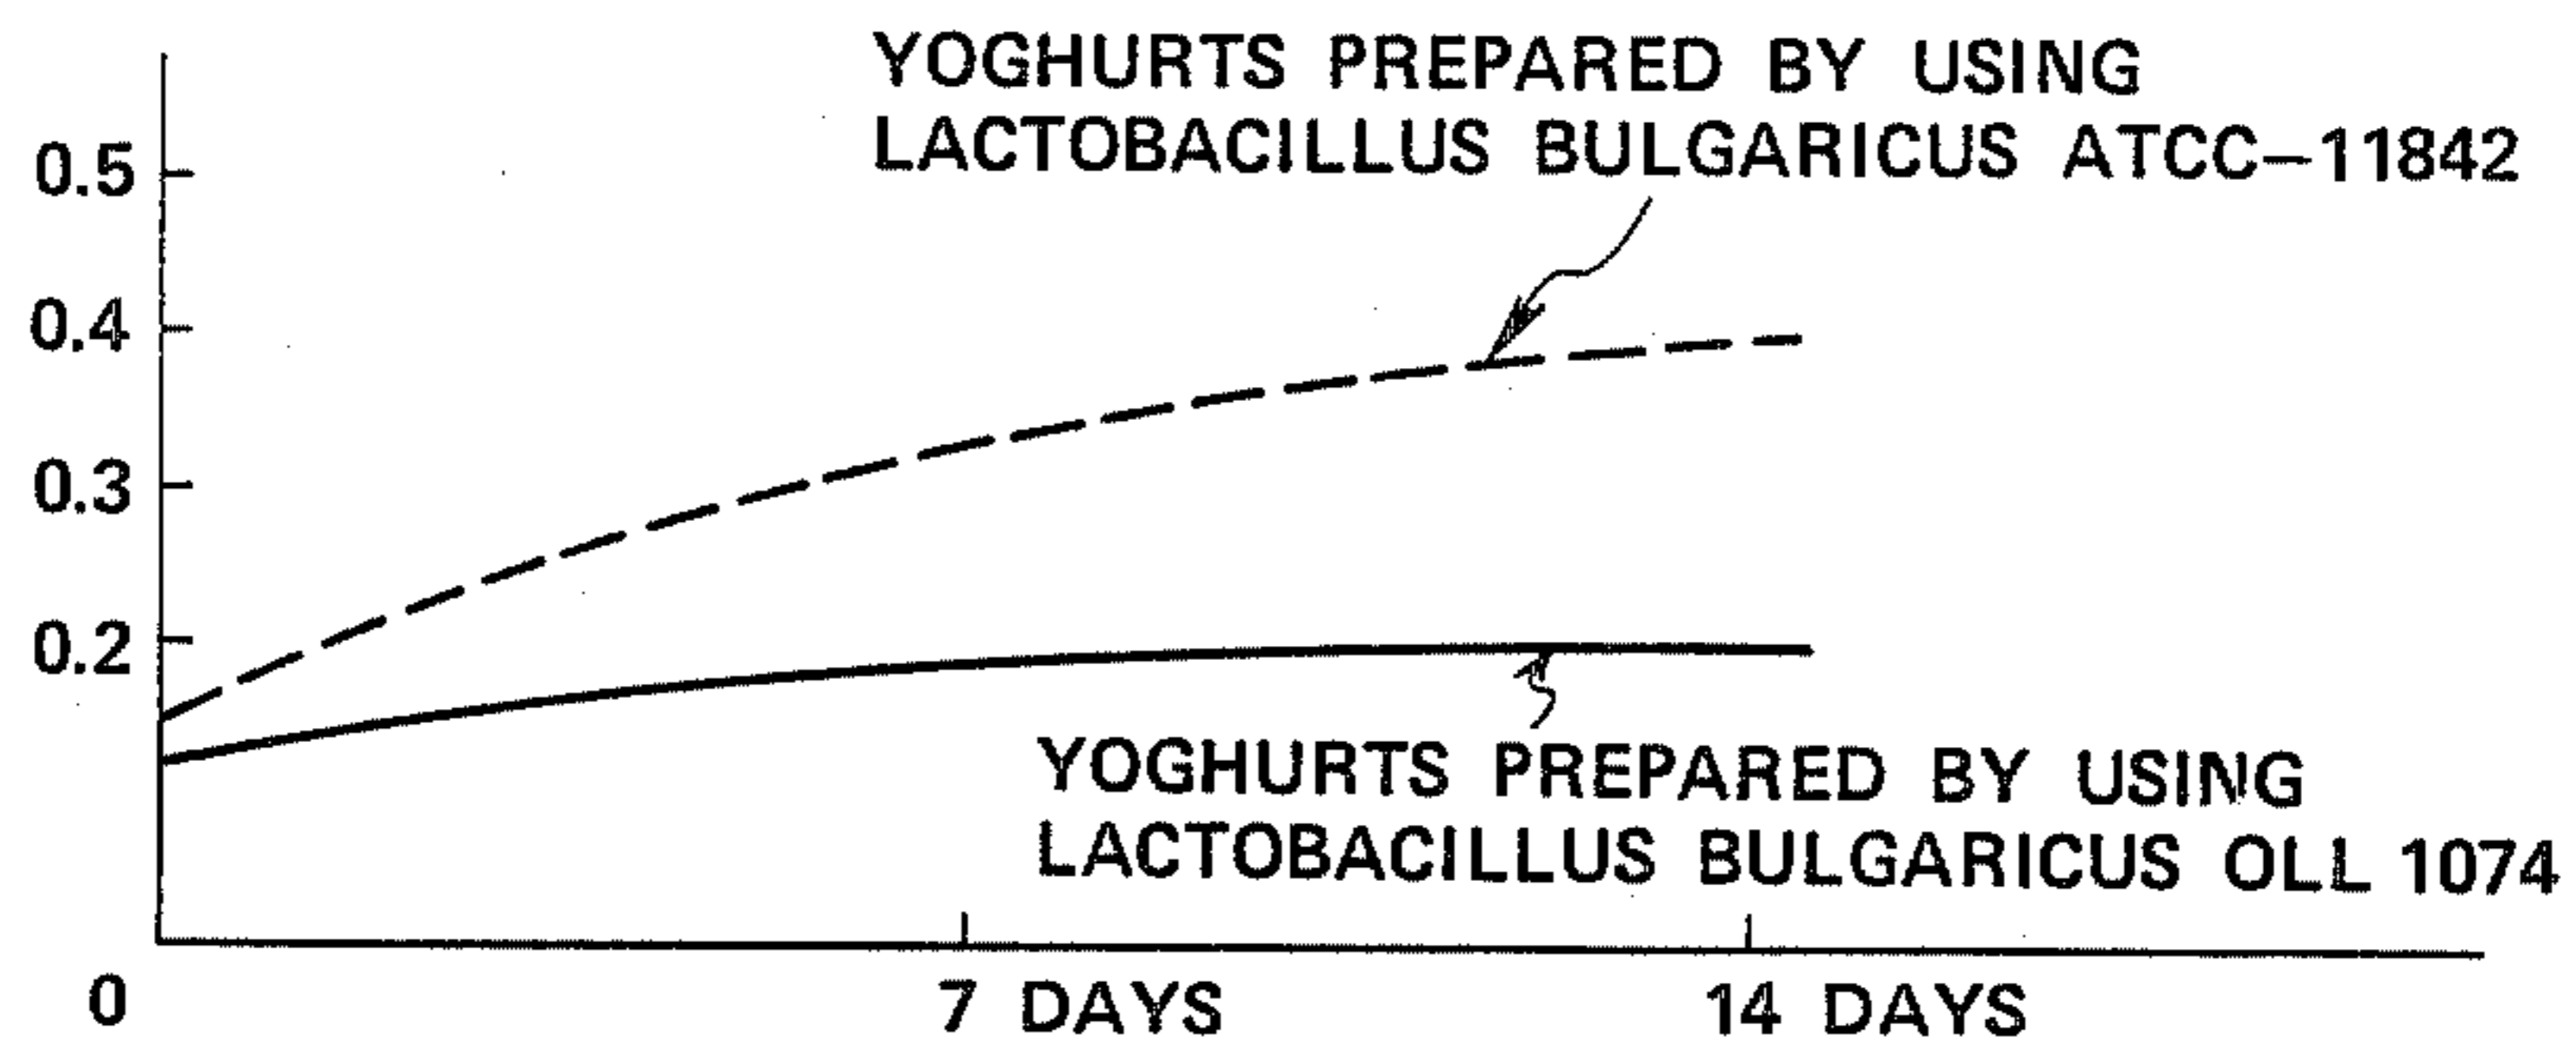 YOGHURTS PREPARED BY USING
LACTOBACILLUS BULGARICUS ATCC–11842
0.5
0.4
0.3
0.2
YOGHURTS PREPARED BY USING
LACTOBACILLUS BULGARICUS OLL 1074
0
7 DAYS
14 DAYS